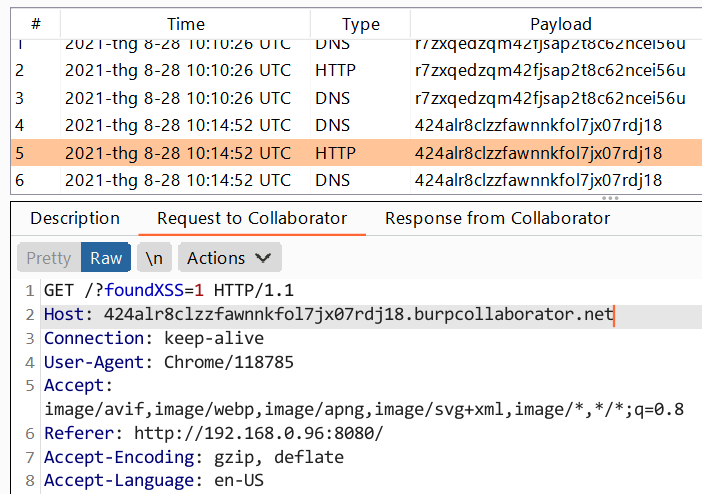 # Time Type Payload
1 2021-thg 8-28 10:10:26 UTC DNS r7zxqedzqm42fjsap2t8c62ncei56u
2 2021-thg 8-28 10:10:26 UTC HTTP r7zxqedzqm42fjsap2t8c62ncei56u
3 2021-thg 8-28 10:10:26 UTC DNS r7zxqedzqm42fjsap2t8c62ncei56u
4 2021-thg 8-28 10:14:52 UTC DNS 424alr8clzzfawnnkfol7jx07rdj18
5 2021-thg 8-28 10:14:52 UTC HTTP 424alr8clzzfawnnkfol7jx07rdj18
6 2021-thg 8-28 10:14:52 UTC DNS 424alr8clzzfawnnkfol7jx07rdj18
Description Request to Collaborator Response from Collaborator
Pretty Raw \n Actions
1 GET /?foundXSS=1 HTTP/1.1
2 Host: 424alr8clzzfawnnkfol7jx07rdj18.burpcollaborator.net
3 Connection: keep-alive
4 User-Agent: Chrome/118785
5 Accept:
image/avif,image/webp,image/apng,image/svg+xml,image/*,*/*;q=0.8
6 Referer: http://192.168.0.96:8080/
7 Accept-Encoding: gzip, deflate
8 Accept-Language: en-US